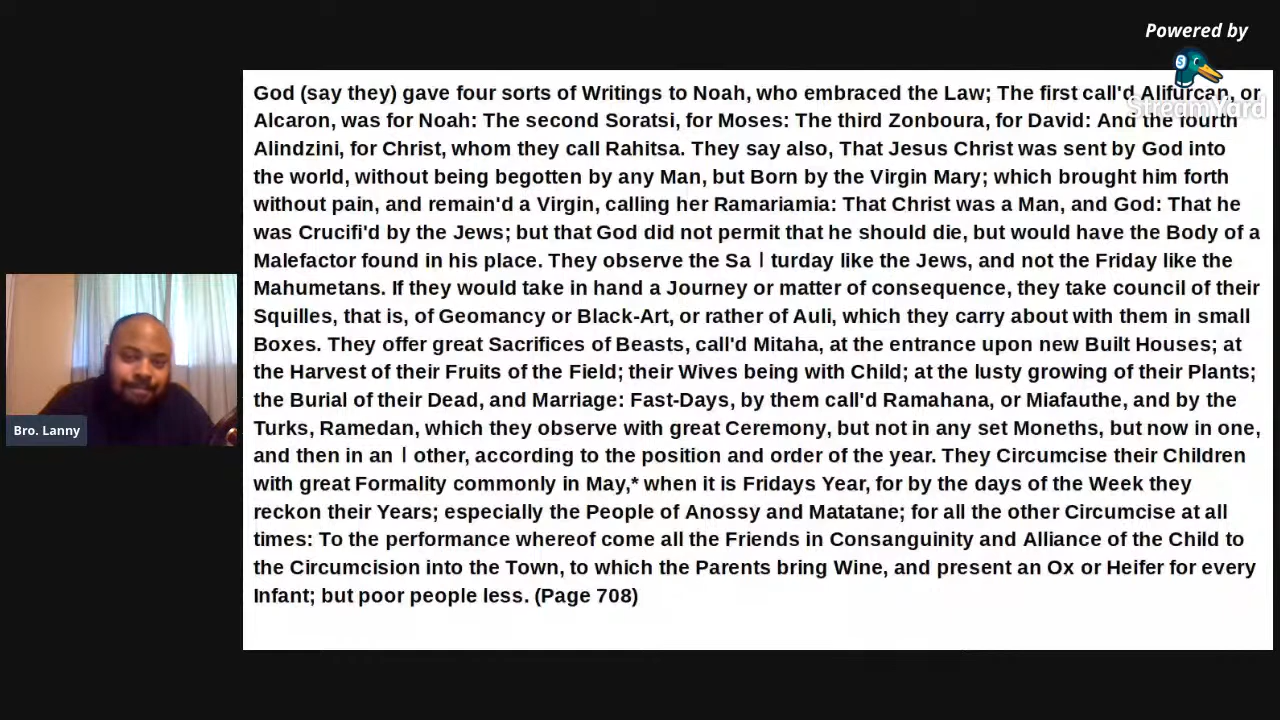 Powered by
StreamYard
God (say they) gave four sorts of Writings to Noah, who embraced the Law; The first call'd Alifurcan, or
Alcaron, was for Noah: The second Soratsi, for Moses: The third Zonboura, for David: And the fourth
Alindzini, for Christ, whom they call Rahitsa. They say also, That Jesus Christ was sent by God into
the world, without being begotten by any Man, but Born by the Virgin Mary; which brought him forth
without pain, and remain'd a Virgin, calling her Ramariamia: That Christ was a Man, and God: That he
was Crucifi'd by the Jews; but that God did not permit that he should die, but would have the Body of a
Malefactor found in his place. They observe the Sa | turday like the Jews, and not the Friday like the
Mahumetans. If they would take in hand a Journey or matter of consequence, they take council of their
Squilles, that is, of Geomancy or Black-Art, or rather of Auli, which they carry about with them in small
Boxes. They offer great Sacrifices of Beasts, call'd Mitaha, at the entrance upon new Built Houses; at
the Harvest of their Fruits of the Field; their Wives being with Child; at the lusty growing of their Plants;
the Burial of their Dead, and Marriage: Fast-Days, by them call'd Ramahana, or Miafauthe, and by the
Turks, Ramedan, which they observe with great Ceremony, but not in any set Moneths, but now in one,
and then in an | other, according to the position and order of the year. They Circumcise their Children
with great Formality commonly in May,* when it is Fridays Year, for by the days of the Week they
reckon their Years; especially the People of Anossy and Matatane; for all the other Circumcise at all
times: To the performance whereof come all the Friends in Consanguinity and Alliance of the Child to
the Circumcision into the Town, to which the Parents bring Wine, and present an Ox or Heifer for every
Infant; but poor people less. (Page 708)
Bro. Lanny